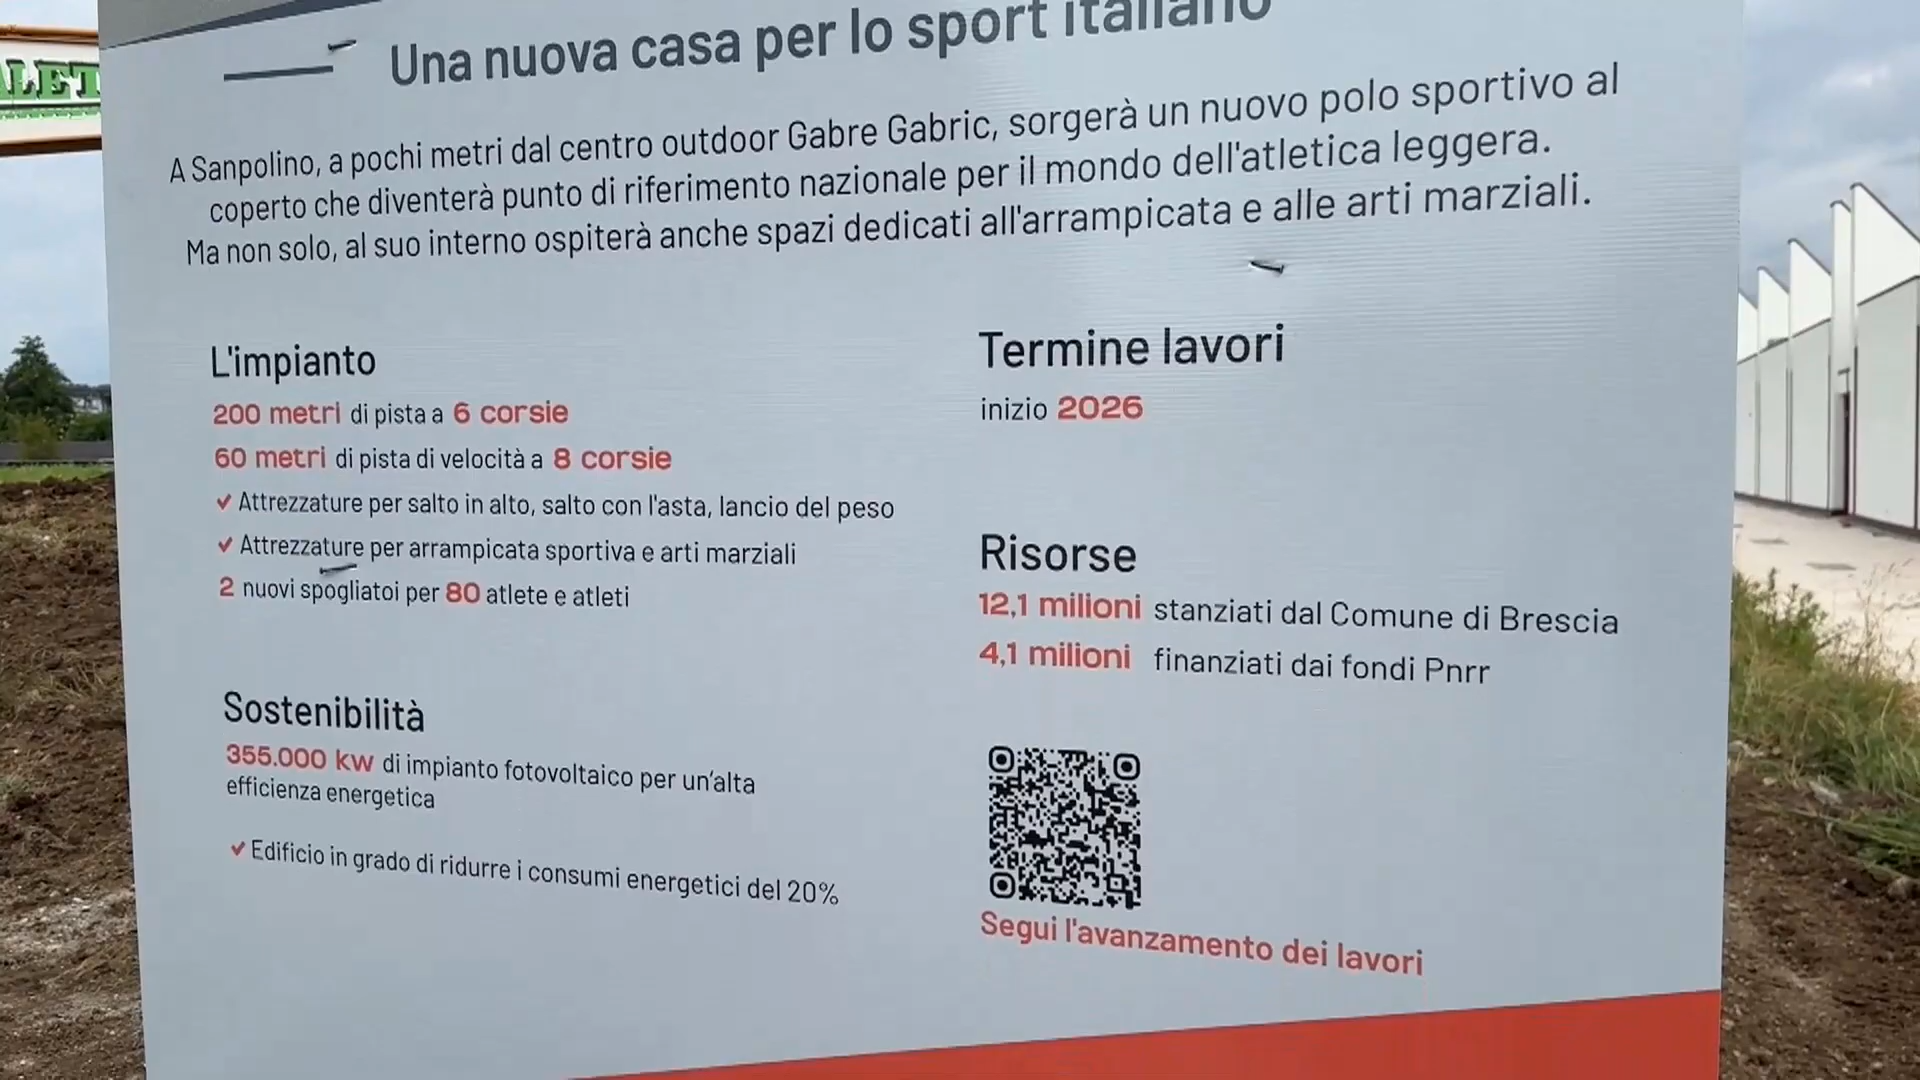 Una nuova casa per lo sport italiano
A Sanpolino, a pochi metri dal centro outdoor Gabre Gabric, sorgerà un nuovo polo sportivo al
coperto che diventerà punto di riferimento nazionale per il mondo dell'atletica leggera.
Ma non solo, al suo interno ospiterà anche spazi dedicati all'arrampicata e alle arti marziali.
L'impianto
200 metri di pista a 6 corsie
60 metri di pista di velocità a 8 corsie
✓ Attrezzature per salto in alto, salto con l'asta, lancio del peso
✓ Attrezzature per arrampicata sportiva e arti marziali
2 nuovi spogliatoi per 80 atlete e atleti
Sostenibilità
355.000 kw di impianto fotovoltaico per un'alta
efficienza energetica
✓ Edificio in grado di ridurre i consumi energetici del 20%
Termine lavori
inizio 2026
Risorse
12,1 milioni stanziati dal Comune di Brescia
4,1 milioni finanziati dai fondi Pnrr
Segui l'avanzamento dei lavori